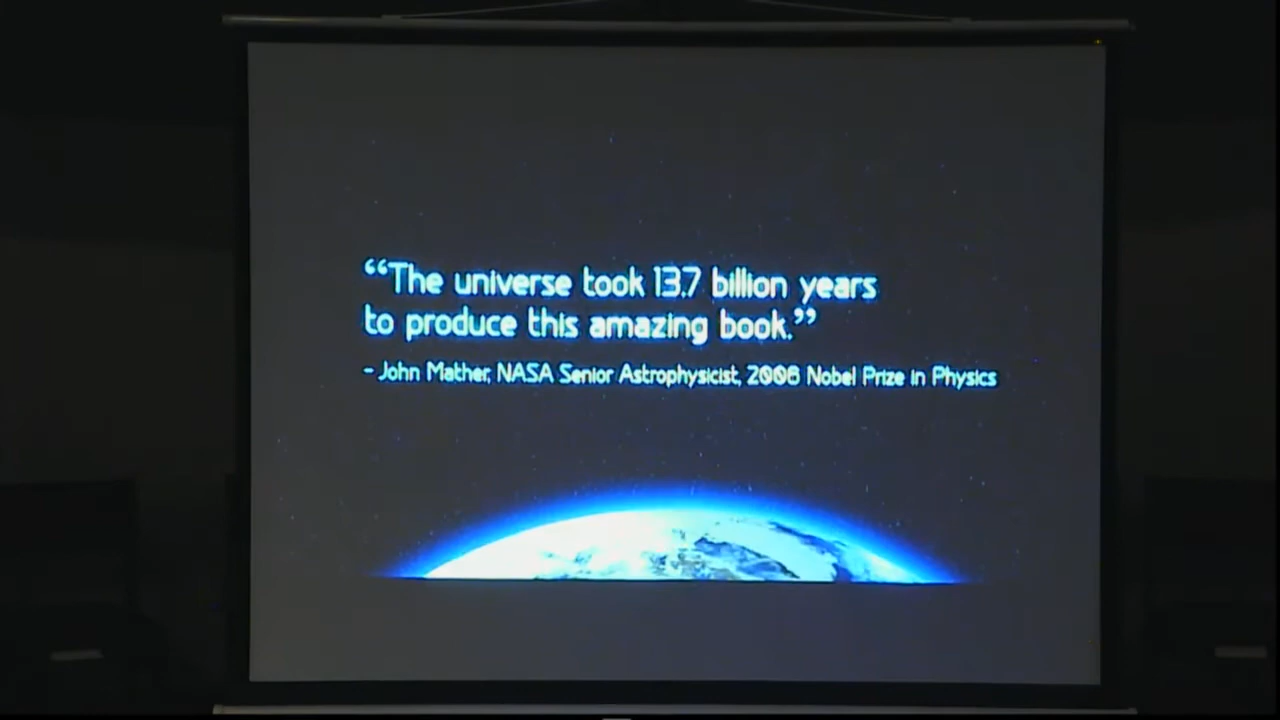 “The universe took 13.7 billion years
to produce this amazing book.”
- John Mather, NASA Senior Astrophysicist, 2006 Nobel Prize in Physics